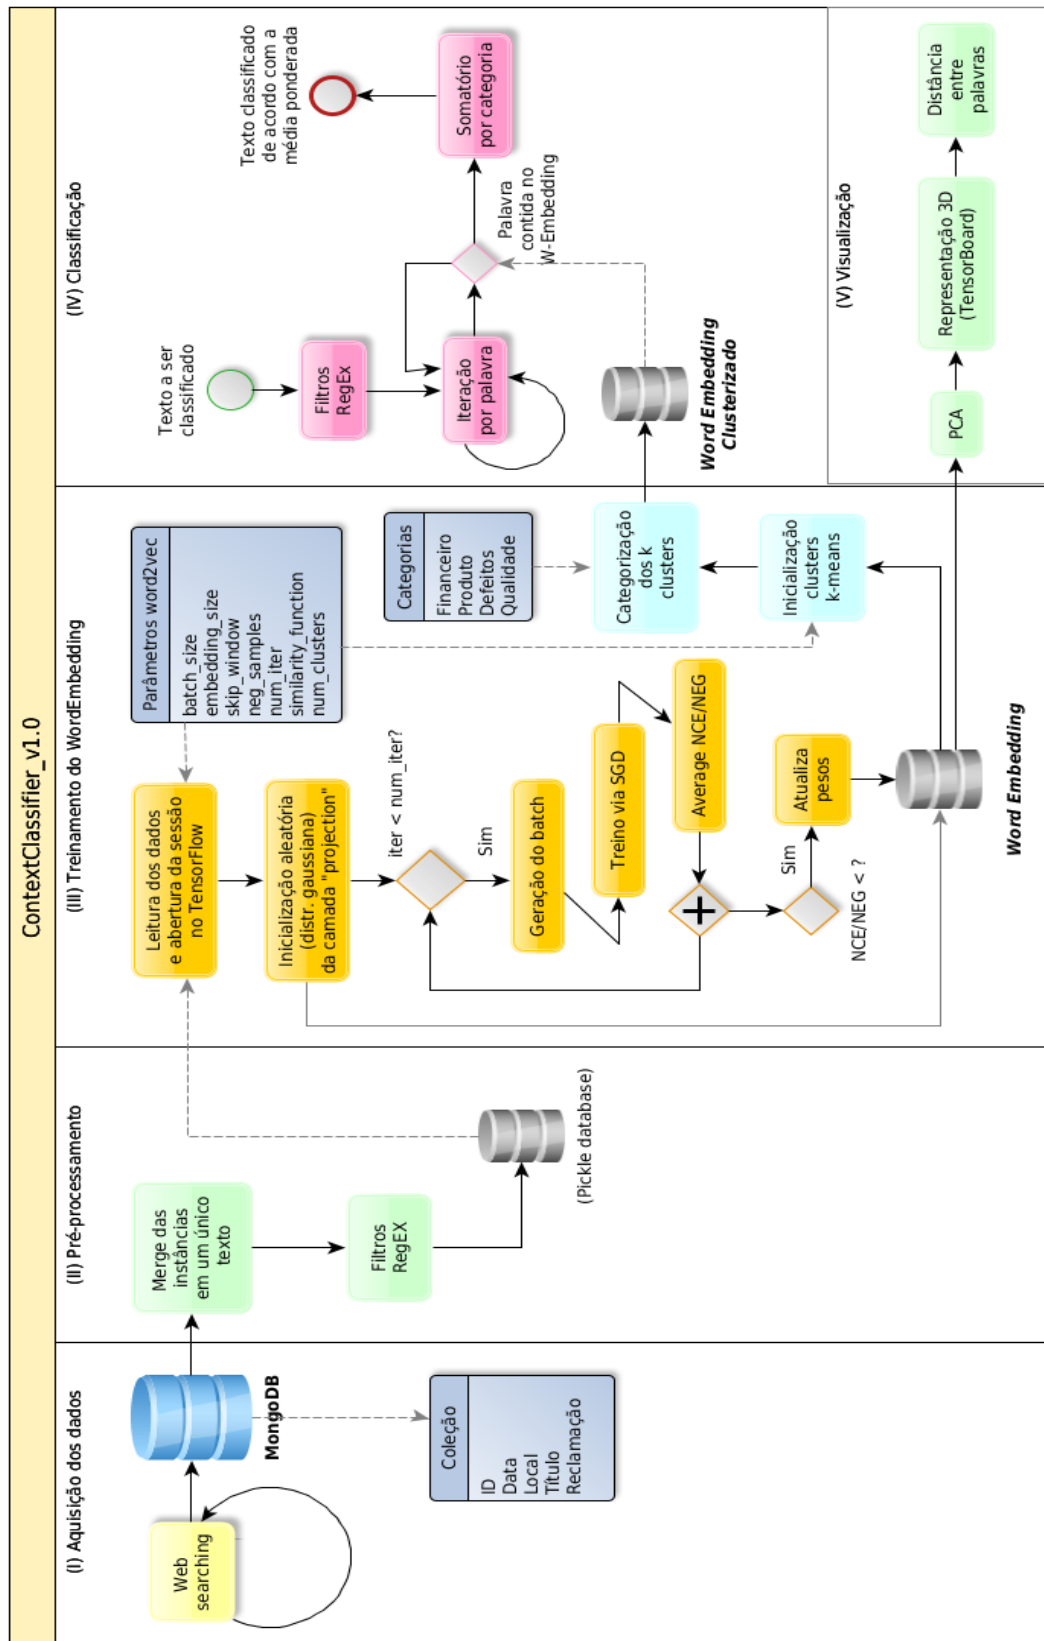 ContextClassifier_v1.0
(I) Aquisição dos dados
Web
searching
MongoDB
Coleção
ID
Data
Local
Título
Reclamação
(II) Pré-processamento
Merge das
instâncias
em um único
texto
Filtros
RegEX
(Pickle database)
(III) Treinamento do WordEmbedding
Leitura dos dados
e abertura da sessão
no TensorFlow
Parâmetros word2vec
batch_size
embedding_size
skip_window
neg_samples
num_iter
similarity_function
num_clusters
Inicialização aleatória
(distr. gaussiana)
da camada "projection"
iter < num_iter?
Sim
Geração do batch
Treino via SGD
Average NCE/NEG
NCE/NEG < ?
Sim
Atualiza
pesos
Word Embedding
Categorias
Financeiro
Produto
Defeitos
Qualidade
Categorização
dos k
clusters
Inicialização
clusters
k-means
(IV) Classificação
Texto a ser
classificado
Filtros
RegEx
Iteração
por palavra
Palavra
contida no
W-Embedding
Somatório
por categoria
Texto classificado
de acordo com a
média ponderada
Word Embedding
Clusterizado
(V) Visualização
PCA
Representação 3D
(TensorBoard)
Distância
entre
palavras